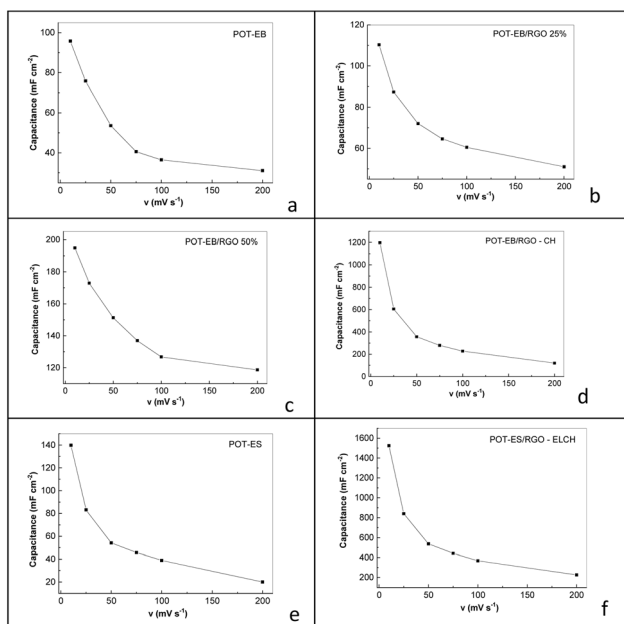 POT-EB
Capacitance (mF cm⁻²)
100
80
60
40
0 50 100 150 200
v (mV s⁻¹)
a
POT-EB/RGO 25%
Capacitance (mF cm⁻²)
120
100
80
60
0 50 100 150 200
v (mV s⁻¹)
b
POT-EB/RGO 50%
Capacitance (mF cm⁻²)
200
180
160
140
120
0 50 100 150 200
v (mV s⁻¹)
c
POT-EB/RGO - CH
Capacitance (mF cm⁻²)
1200
1000
800
600
400
200
0
0 50 100 150 200
v (mV s⁻¹)
d
POT-ES
Capacitance (mF cm⁻²)
140
120
100
80
60
40
20
0 50 100 150 200
v (mV s⁻¹)
e
POT-ES/RGO - ELCH
Capacitance (mF cm⁻²)
1600
1400
1200
1000
800
600
400
200
0 50 100 150 200
v (mV s⁻¹)
f